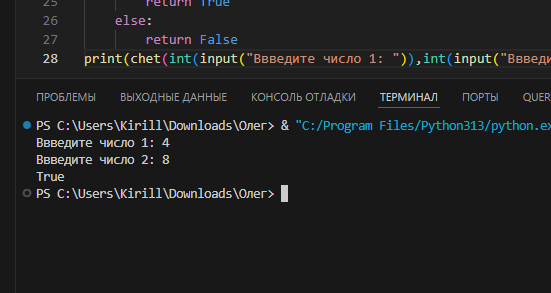 25 return True
26 else:
27 return False
28 print(chet(int(input("Ввведите число 1: ")),int(input("Ввведе
ПРОБЛЕМЫ ВЫХОДНЫЕ ДАННЫЕ КОНСОЛЬ ОТЛАДКИ ТЕРМИНАЛ ПОРТЫ QUER
PS C:\Users\Kirill\Downloads\Олег> & "C:/Program Files/Python313/python.ex
Ввведите число 1: 4
Ввведите число 2: 8
True
PS C:\Users\Kirill\Downloads\Олег>